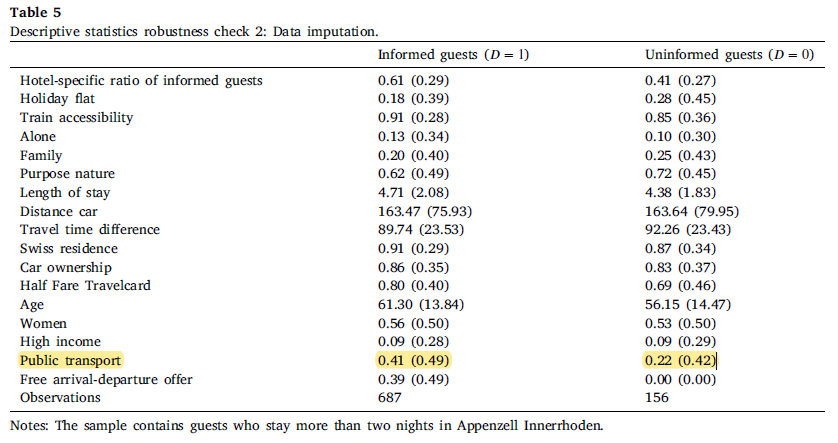 Table 5
Descriptive statistics robustness check 2: Data imputation.
Informed guests (D = 1) Uninformed guests (D = 0)
Hotel-specific ratio of informed guests 0.61 (0.29) 0.41 (0.27)
Holiday flat 0.18 (0.39) 0.28 (0.45)
Train accessibility 0.91 (0.28) 0.85 (0.36)
Alone 0.13 (0.34) 0.10 (0.30)
Family 0.20 (0.40) 0.25 (0.43)
Purpose nature 0.62 (0.49) 0.72 (0.45)
Length of stay 4.71 (2.08) 4.38 (1.83)
Distance car 163.47 (75.93) 163.64 (79.95)
Travel time difference 89.74 (23.53) 92.26 (23.43)
Swiss residence 0.91 (0.29) 0.87 (0.34)
Car ownership 0.86 (0.35) 0.83 (0.37)
Half Fare Travelcard 0.80 (0.40) 0.69 (0.46)
Age 61.30 (13.84) 56.15 (14.47)
Women 0.56 (0.50) 0.53 (0.50)
High income 0.09 (0.28) 0.09 (0.29)
Public transport 0.41 (0.49) 0.22 (0.42)
Free arrival-departure offer 0.39 (0.49) 0.00 (0.00)
Observations 687 156
Notes: The sample contains guests who stay more than two nights in Appenzell Innerrhoden.